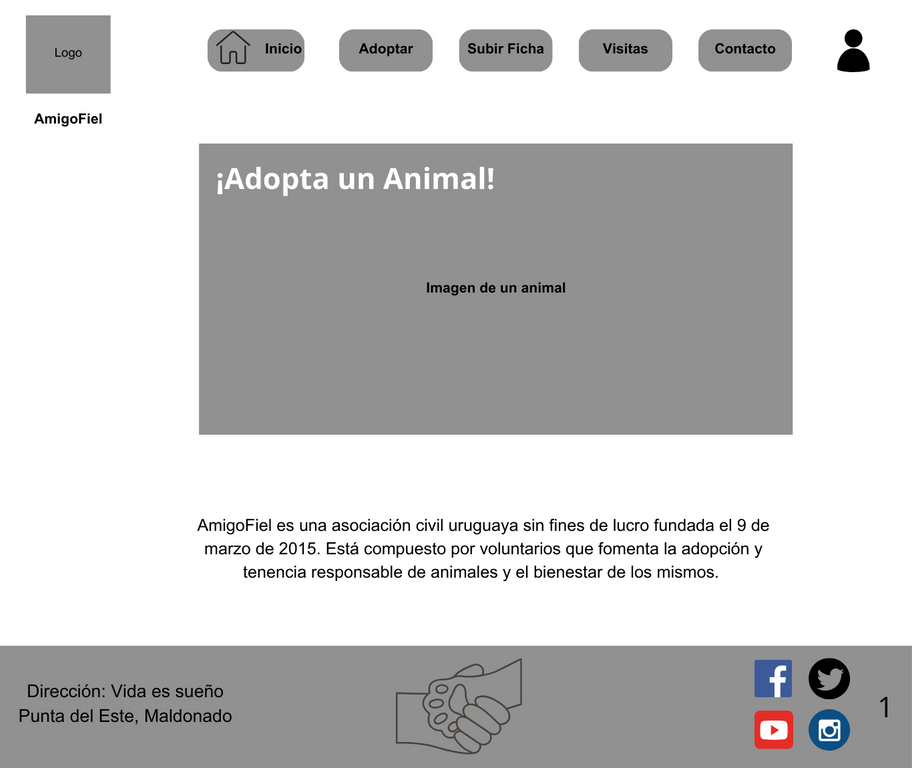 Logo
AmigoFiel
Inicio
Adoptar
Subir Ficha
Visitas
Contacto
¡Adopta un Animal!
Imagen de un animal
AmigoFiel es una asociación civil uruguaya sin fines de lucro fundada el 9 de
marzo de 2015. Está compuesto por voluntarios que fomenta la adopción y
tenencia responsable de animales y el bienestar de los mismos.
Dirección: Vida es sueño
Punta del Este, Maldonado
1